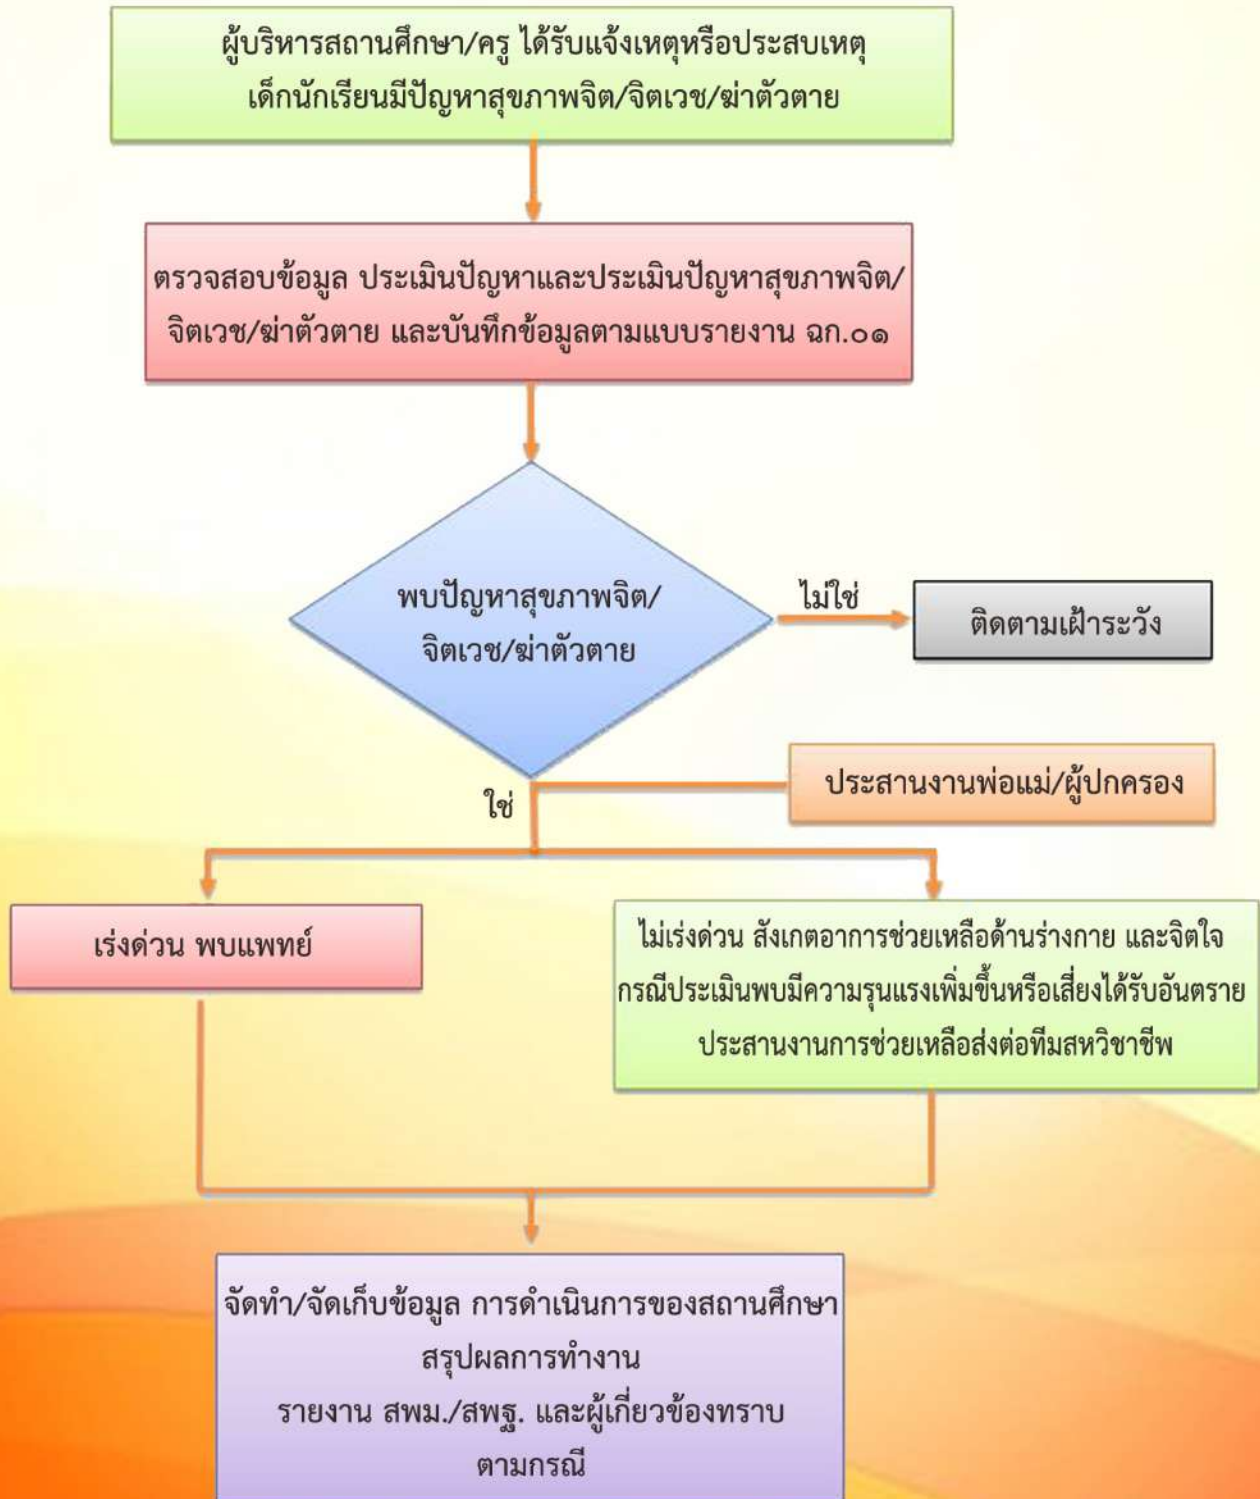 ผู้บริหารสถานศึกษา/ครู ได้รับแจ้งเหตุหรือประสบเหตุ
เด็กนักเรียนมีปัญหาสุขภาพจิต/จิตเวช/ฆ่าตัวตาย
ตรวจสอบข้อมูล ประเมินปัญหาและประเมินปัญหาสุขภาพจิต/
จิตเวช/ฆ่าตัวตาย และบันทึกข้อมูลตามแบบรายงาน ฉก.๐๑
พบปัญหาสุขภาพจิต/
จิตเวช/ฆ่าตัวตาย
ไม่ใช่
ติดตามเฝ้าระวัง
ประสานงานพ่อแม่/ผู้ปกครอง
ใช่
เร่งด่วน พบแพทย์
ไม่เร่งด่วน สังเกตอาการช่วยเหลือด้านร่างกาย และจิตใจ
กรณีประเมินพบมีความรุนแรงเพิ่มขึ้นหรือเสี่ยงได้รับอันตราย
ประสานงานการช่วยเหลือส่งต่อทีมสหวิชาชีพ
จัดทำ/จัดเก็บข้อมูล การดำเนินการของสถานศึกษา
สรุปผลการทำงาน
รายงาน สพม./สพฐ. และผู้เกี่ยวข้องทราบ
ตามกรณี